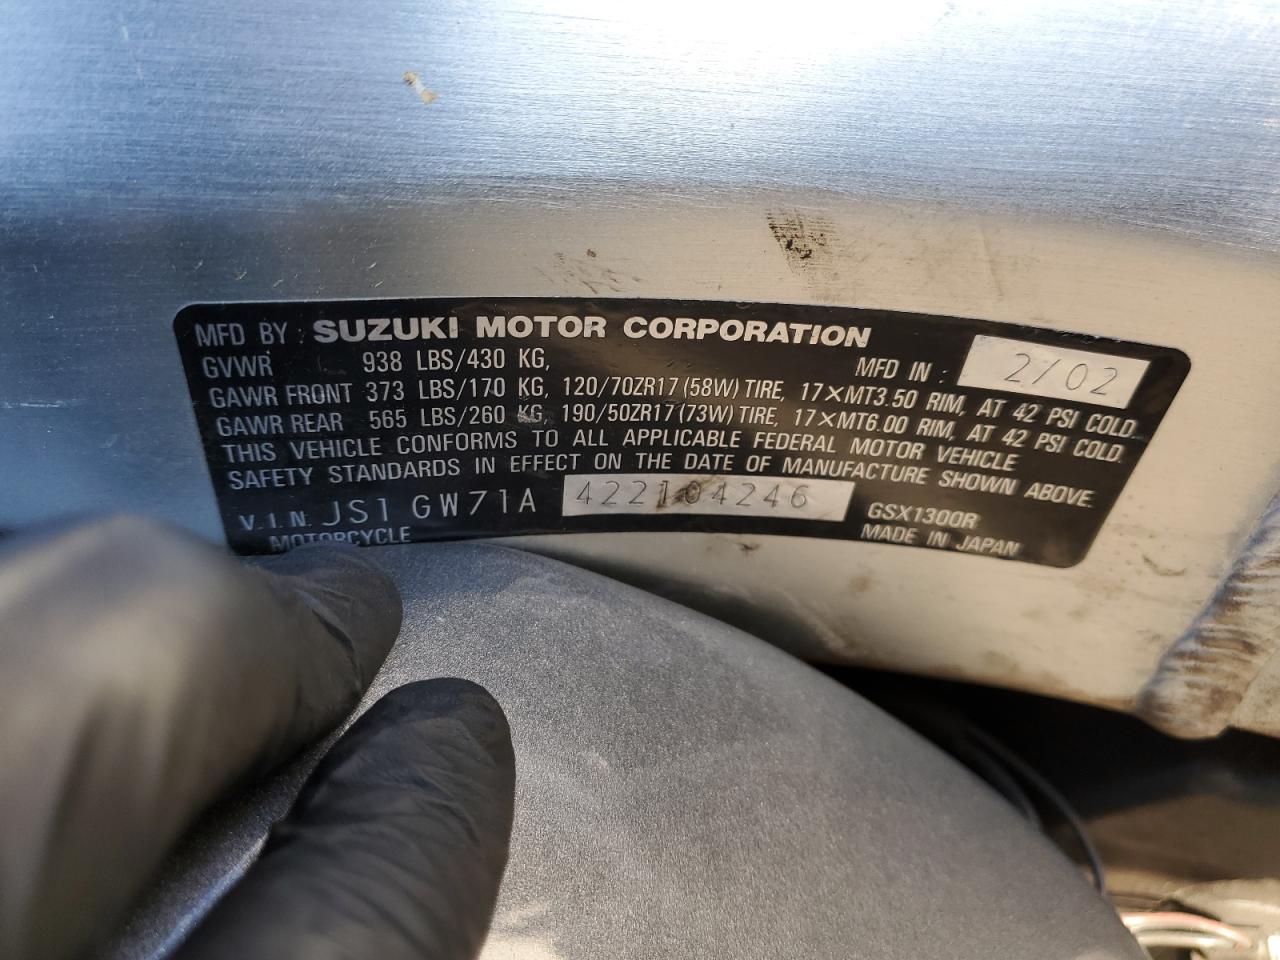 MFD BY : SUZUKI MOTOR CORPORATION
GVWR 938 LBS/430 KG, MFD IN : 2/02
GAWR FRONT 373 LBS/170 KG, 120/70ZR17 (58W) TIRE, 17×MT3.50 RIM, AT 42 PSI COLD.
GAWR REAR 565 LBS/260 KG, 190/50ZR17 (73W) TIRE, 17×MT6.00 RIM, AT 42 PSI COLD.
THIS VEHICLE CONFORMS TO ALL APPLICABLE FEDERAL MOTOR VEHICLE
SAFETY STANDARDS IN EFFECT ON THE DATE OF MANUFACTURE SHOWN ABOVE.
V.I.N. JS1GW71A 422104246 GSX1300R
MOTORCYCLE MADE IN JAPAN